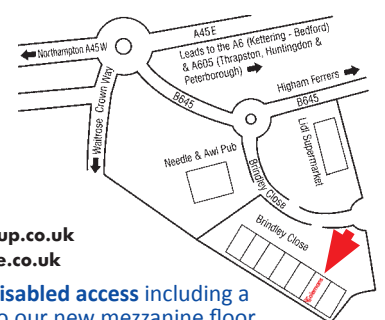 A45E
Leads to the A6 (Kettering - Bedford)
& A605 (Thrapston, Huntingdon &
Peterborough)
Northampton A45W
Higham Ferrers
B645
B645
Waitrose Crown Way
Needle & Awl Pub
Lidl Supermarket
Brindley Close
Brindley Close
up.co.uk
e.co.uk
isabled access including a
o our new mezzanine floor